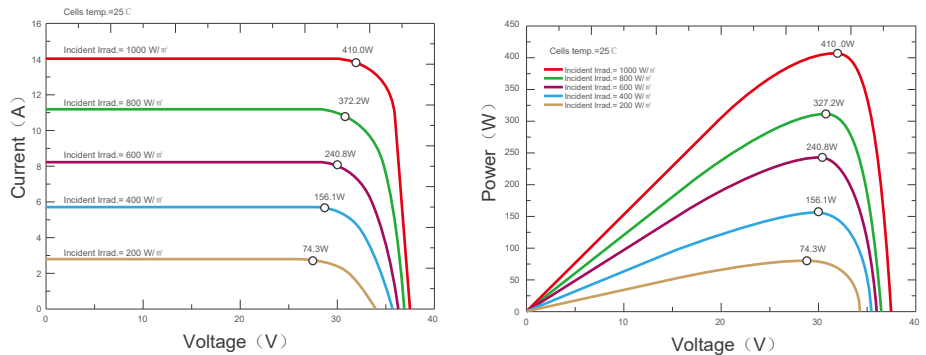 Cells temp.=25℃
16
14
12
10
8
6
4
2
0
Current（A）
Incident Irrad.= 1000 W/㎡
410.0W
Incident Irrad.= 800 W/㎡
372.2W
Incident Irrad.= 600 W/㎡
240.8W
Incident Irrad.= 400 W/㎡
156.1W
Incident Irrad.= 200 W/㎡
74.3W
0 10 20 30 40
Voltage（V）
450
400
350
300
250
200
150
100
50
0
Power（W）
Cells temp.=25℃
Incident Irrad.= 1000 W/㎡
Incident Irrad.= 800 W/㎡
Incident Irrad.= 600 W/㎡
Incident Irrad.= 400 W/㎡
Incident Irrad.= 200 W/㎡
410 .0W
327.2W
240.8W
156.1W
74.3W
0 10 20 30 40
Voltage（V）